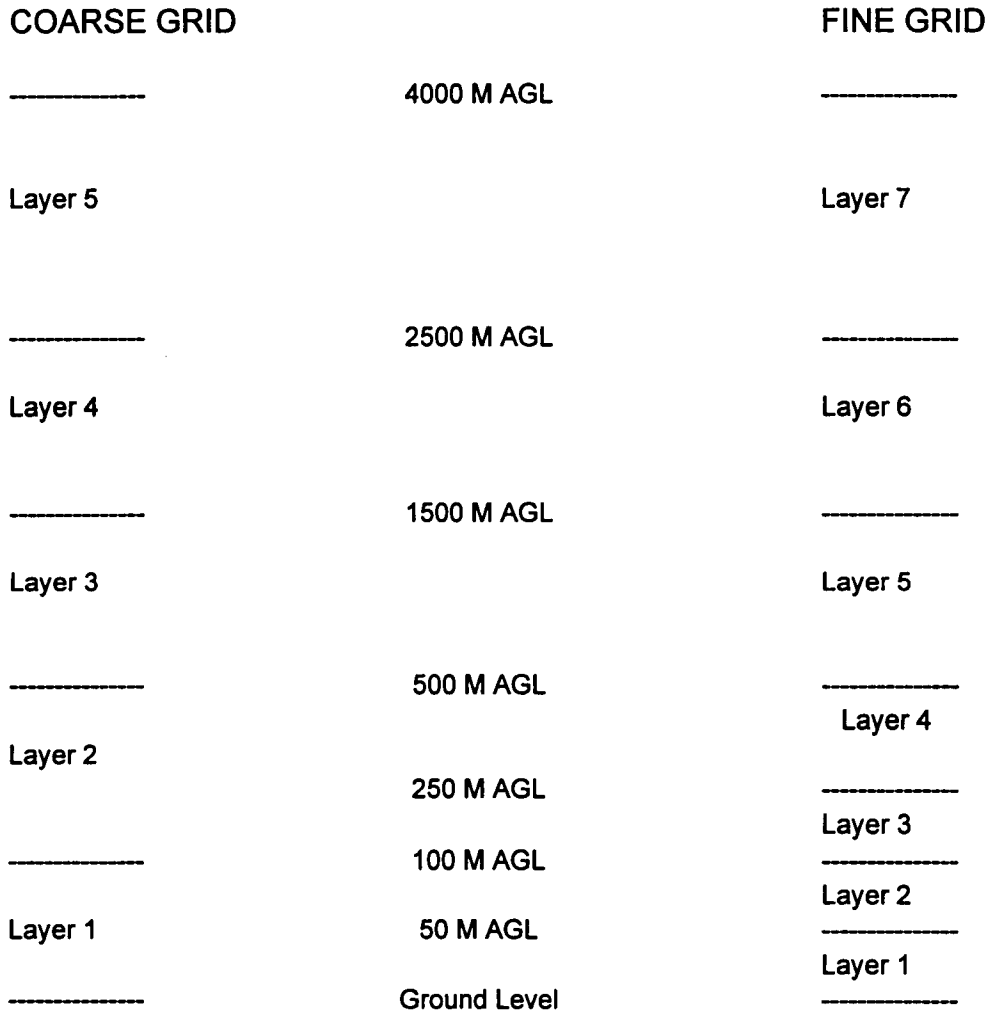 COARSE GRID FINE GRID
4000 M AGL
Layer 5 Layer 7
2500 M AGL
Layer 4 Layer 6
1500 M AGL
Layer 3 Layer 5
500 M AGL
Layer 4
Layer 2
250 M AGL
Layer 3
100 M AGL
Layer 2
Layer 1 50 M AGL
Layer 1
Ground Level